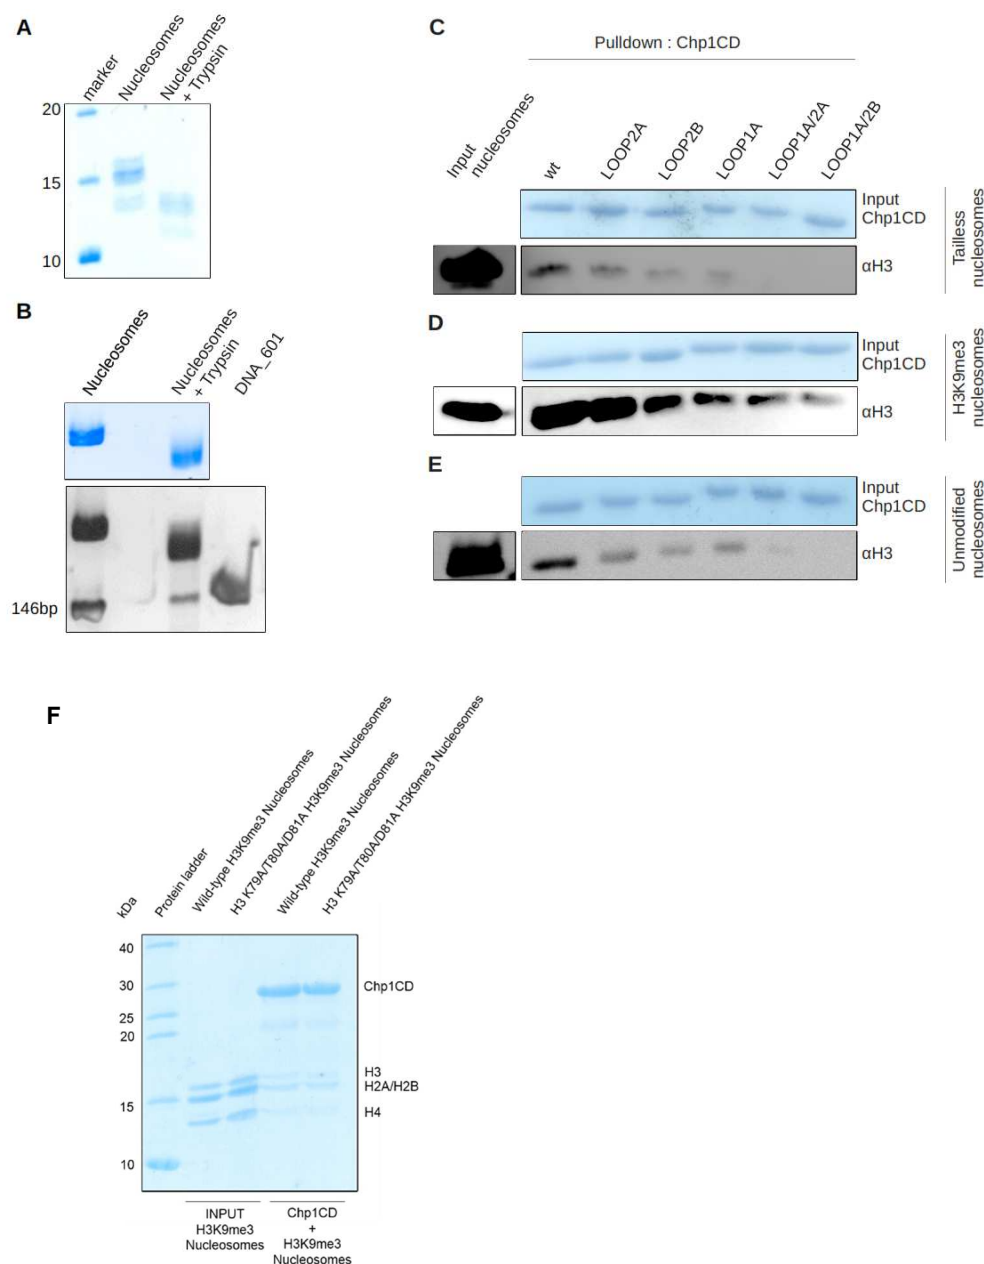 A
marker
Nucleosomes
Nucleosomes
+ Trypsin
20
15
10
B
Nucleosomes
Nucleosomes
+ Trypsin
DNA_601
146bp
C
Pulldown : Chp1CD
Input
nucleosomes
wt
LOOP2A
LOOP2B
LOOP1A
LOOP1A/2A
LOOP1A/2B
Input
Chp1CD
αH3
Tailless
nucleosomes
D
Input
Chp1CD
αH3
H3K9me3
nucleosomes
E
Input
Chp1CD
αH3
Unmodified
nucleosomes
F
kDa
Protein ladder
Wild-type H3K9me3 Nucleosomes
H3 K79A/T80A/D81A H3K9me3 Nucleosomes
Wild-type H3K9me3 Nucleosomes
H3 K79A/T80A/D81A H3K9me3 Nucleosomes
40
30
25
20
15
10
Chp1CD
H3
H2A/H2B
H4
INPUT
H3K9me3
Nucleosomes
Chp1CD
+
H3K9me3
Nucleosomes